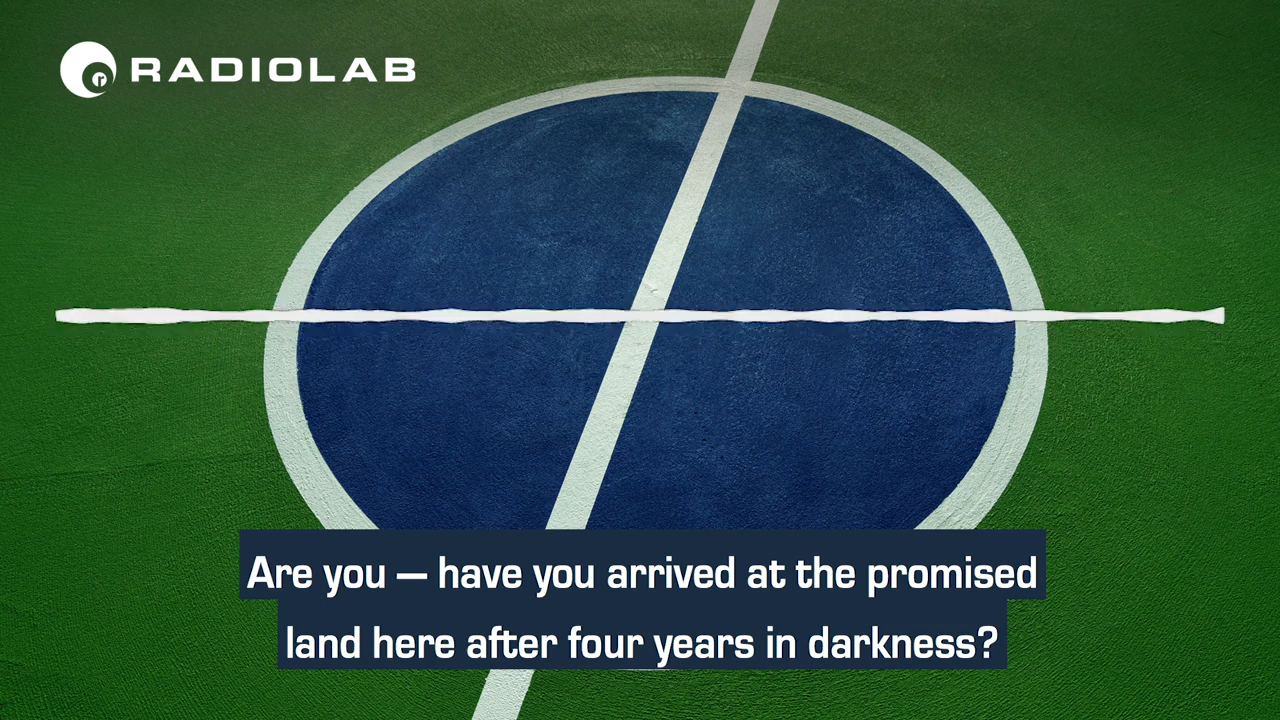 RADIOLAB
Are you — have you arrived at the promised
land here after four years in darkness?